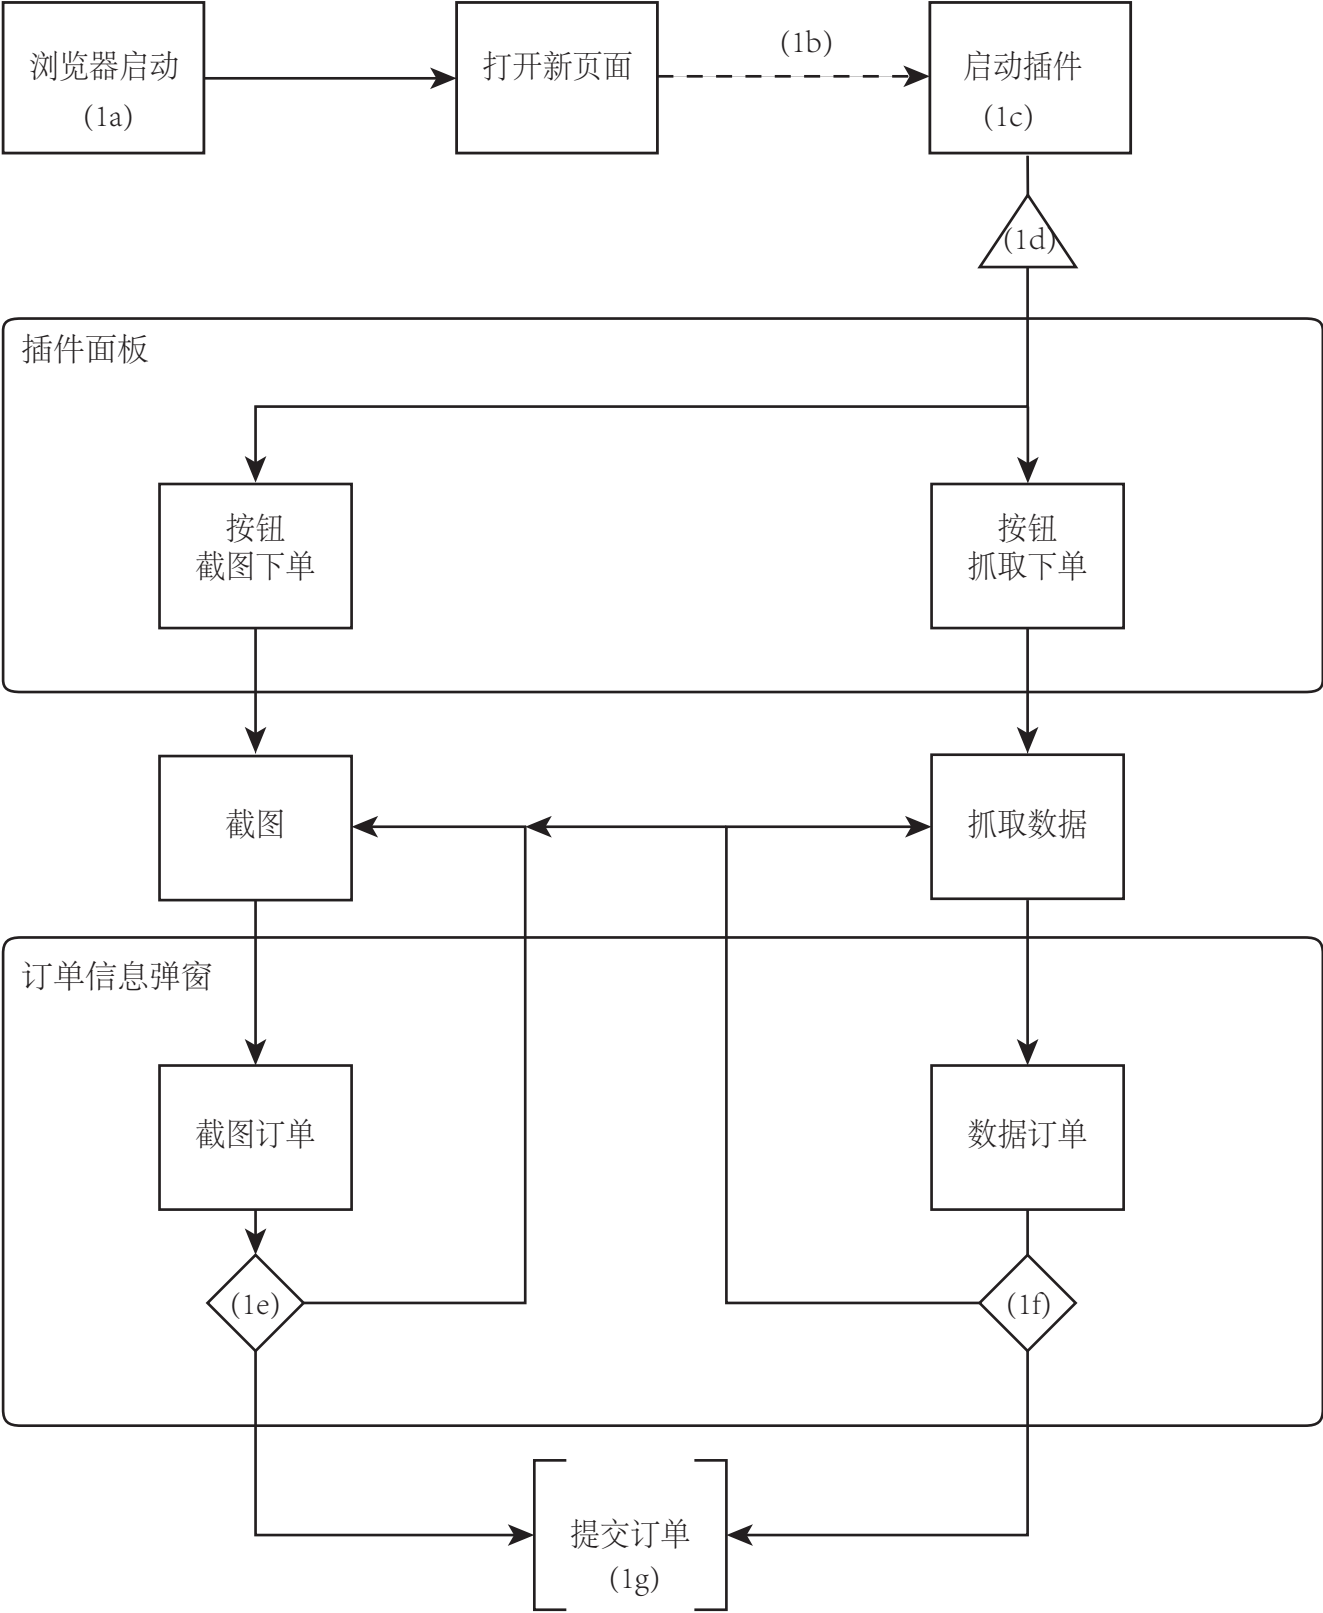 浏览器启动
(1a)
打开新页面
(1b)
启动插件
(1c)
(1d)
插件面板
按钮
截图下单
按钮
抓取下单
截图
抓取数据
订单信息弹窗
截图订单
数据订单
(1e)
(1f)
提交订单
(1g)